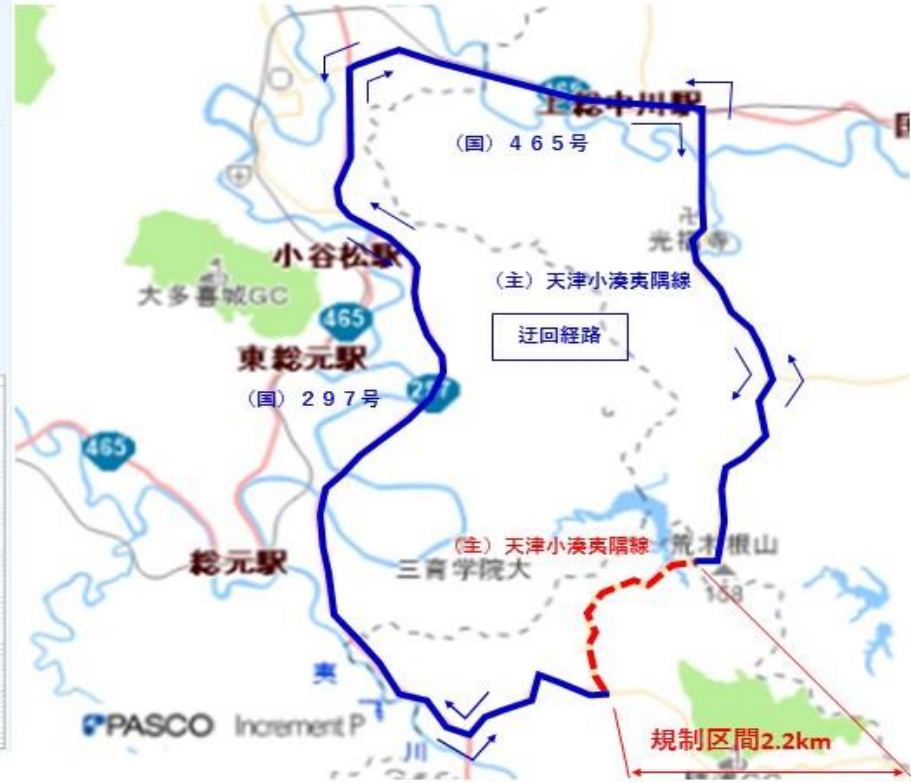 上総中川駅
国
(国) 465号
卍
光福寺
小谷松駅
(主) 天津小湊夷隅線
大多喜城GC
迂回経路
465
東総元駅
(国) 297号
297
465
(主) 天津小湊夷隅線
荒木根山
総元駅
三育学院大
168
夷
川
PASCO Increment P
規制区間2.2km